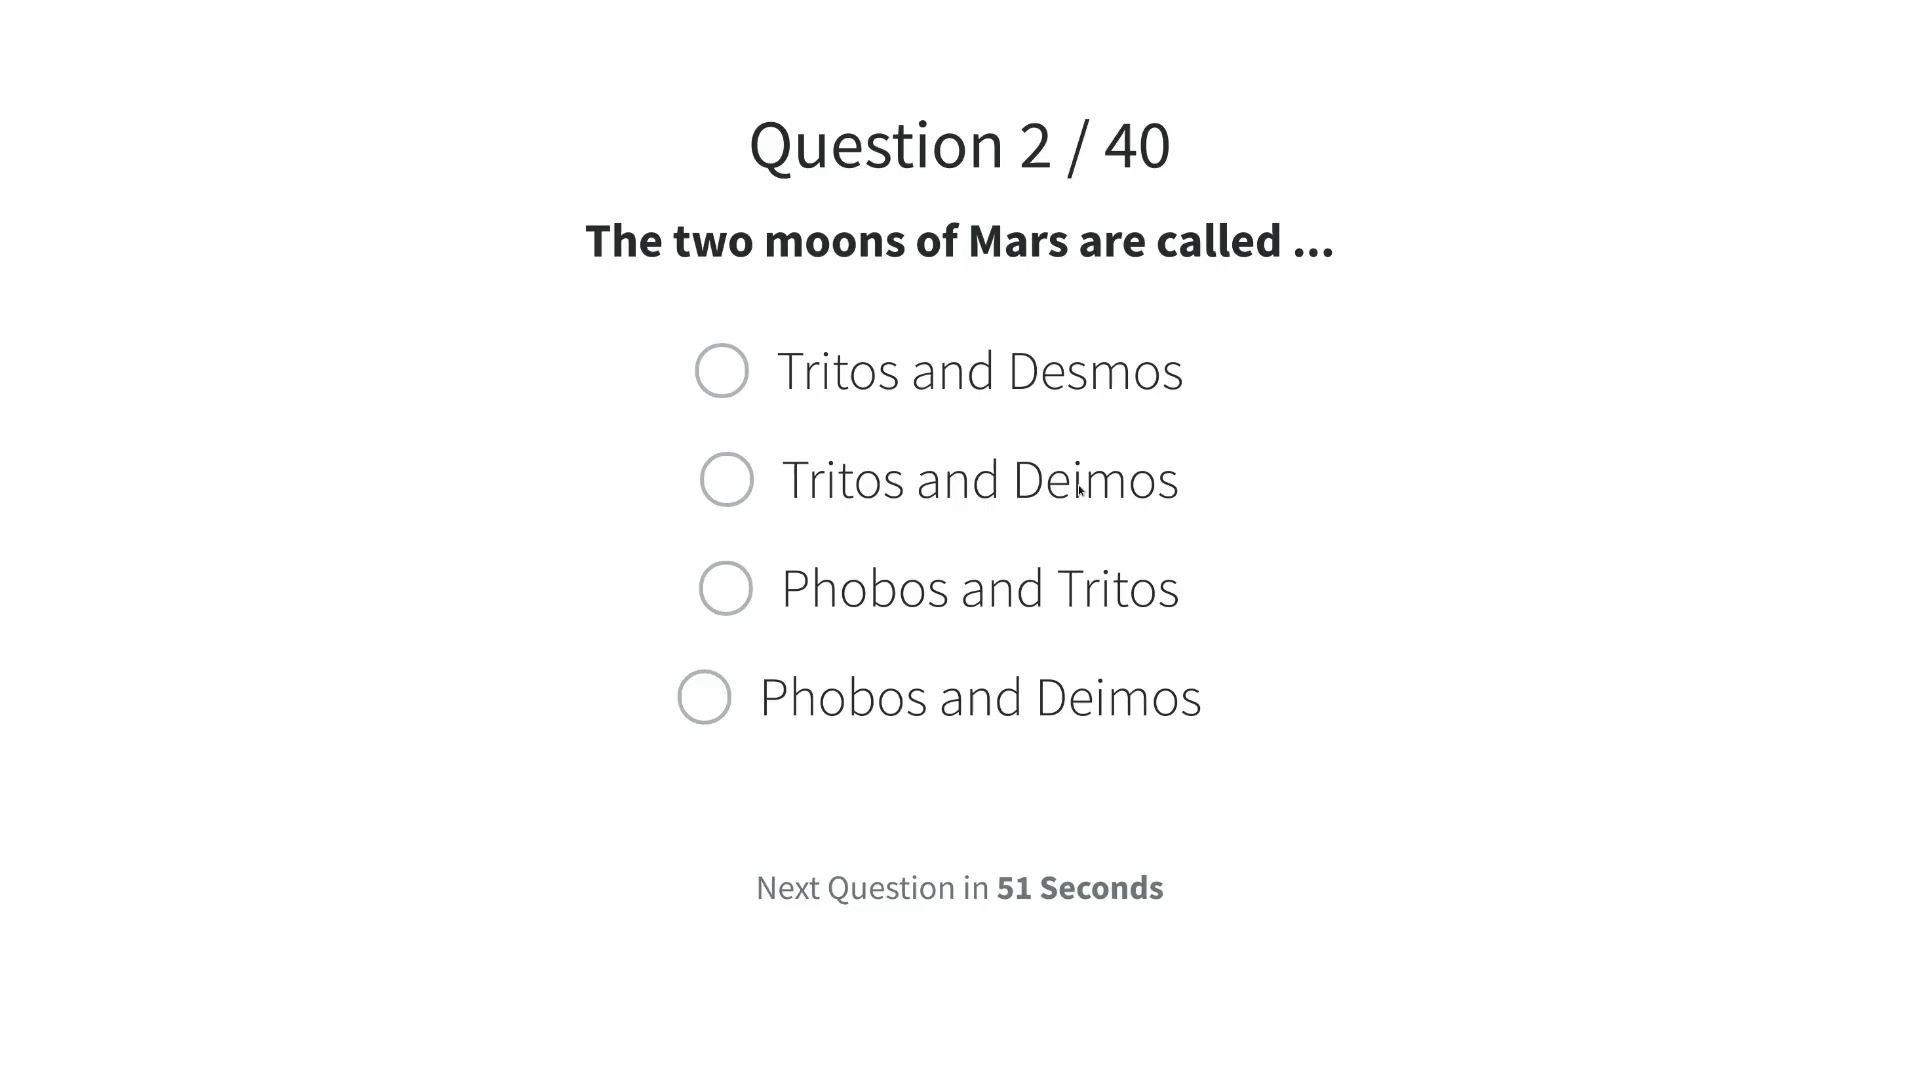 Question 2 / 40
The two moons of Mars are called ...
Tritos and Desmos
Tritos and Deimos
Phobos and Tritos
Phobos and Deimos
Next Question in 51 Seconds